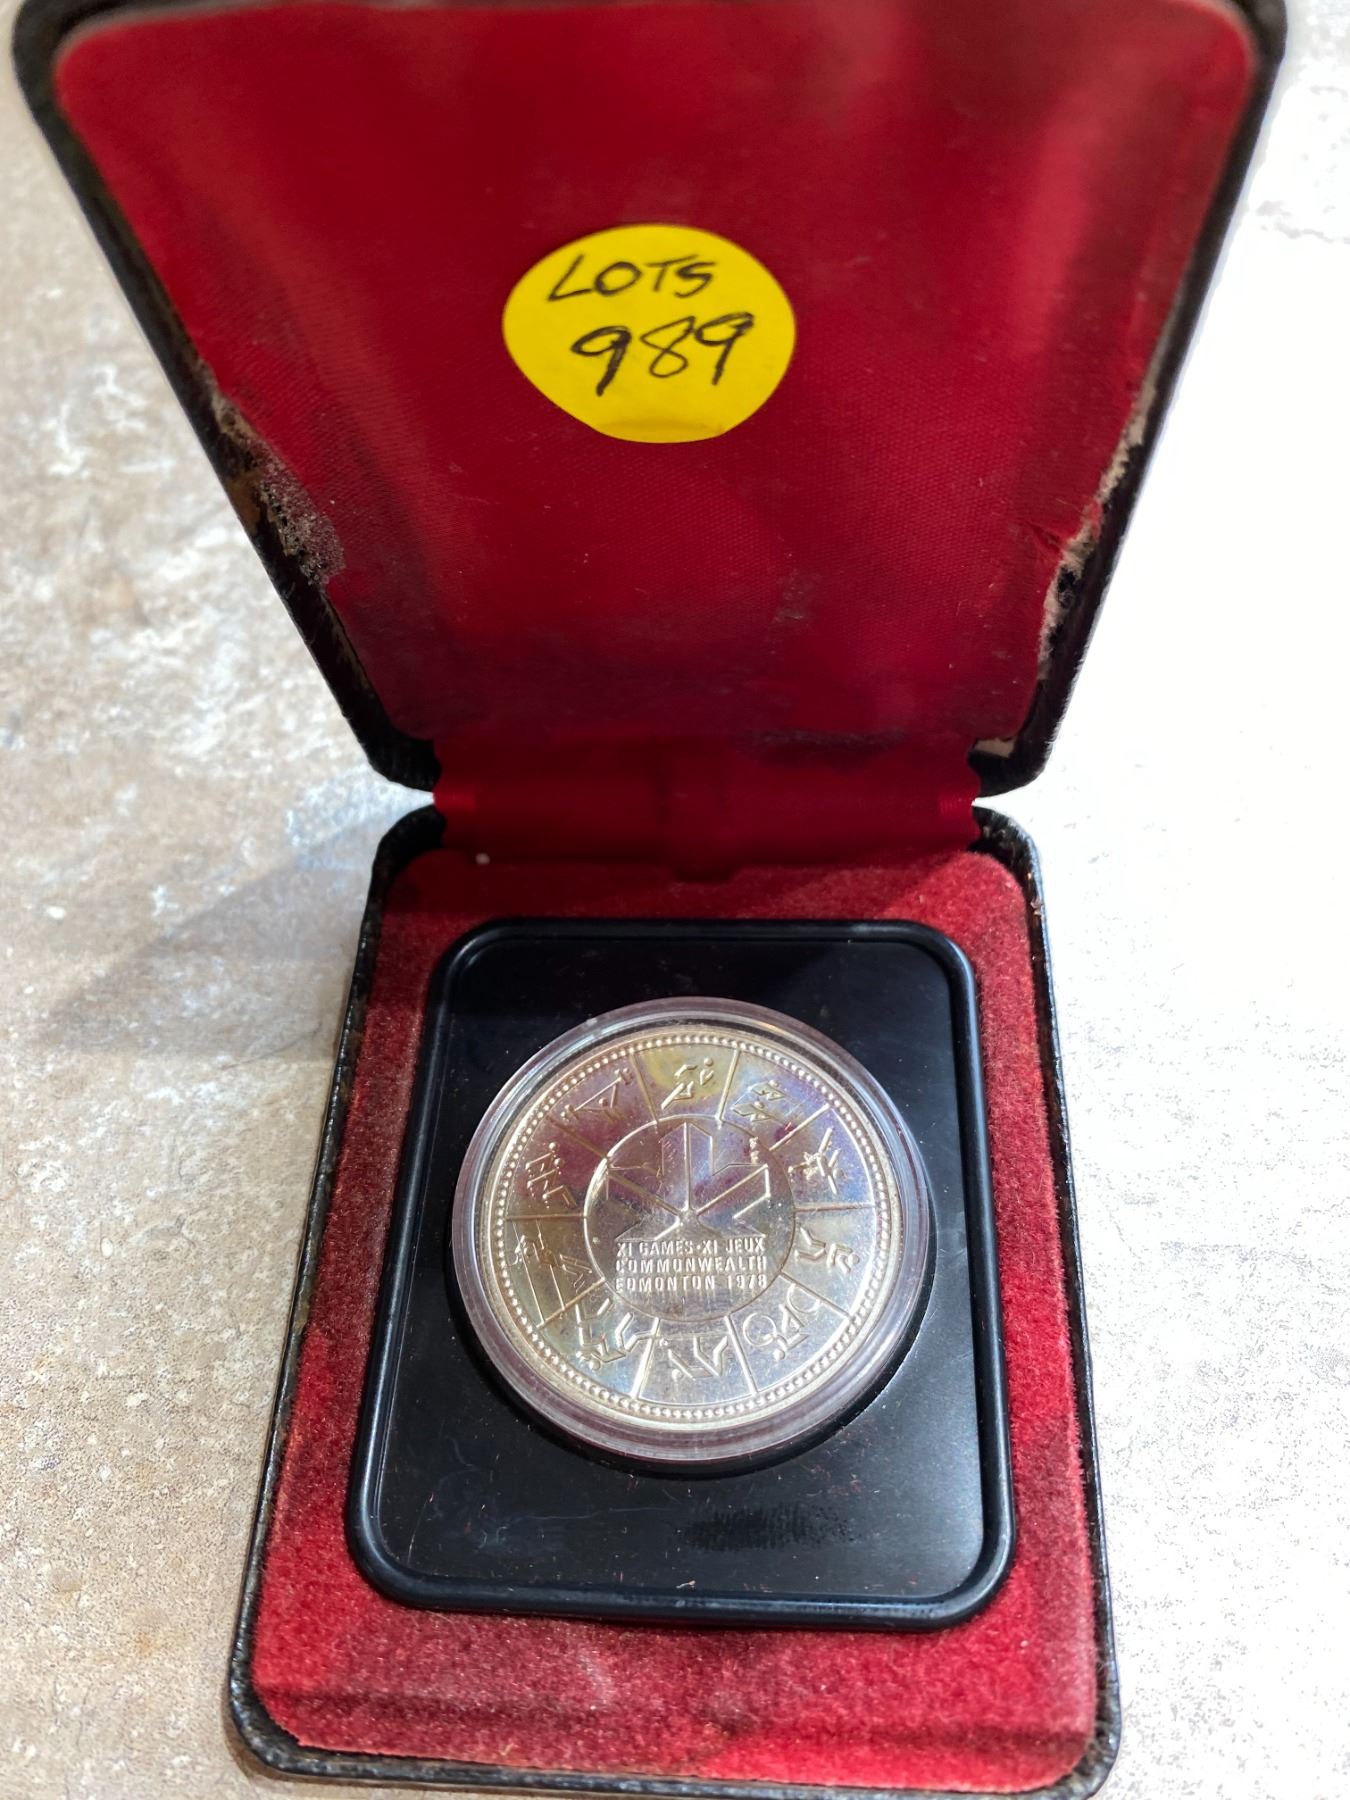 LOTS
989
XI GAMES·XI JEUX
COMMONWEALTH
EDMONTON 1978